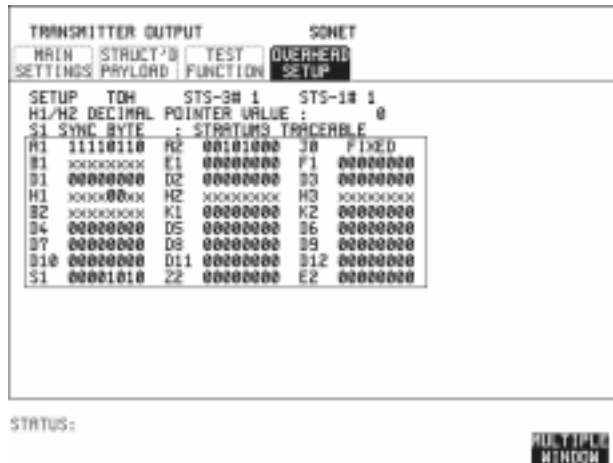 TRANSMITTER OUTPUT SONET
MAIN SETTINGS STRUCT'D PAYLOAD TEST FUNCTION OVERHEAD SETUP
SETUP TOH STS-3# 1 STS-1# 1
H1/H2 DECIMAL POINTER VALUE : 0
S1 SYNC BYTE : STRATUM3 TRACEABLE
A1 11110110 A2 00101000 J0 FIXED
B1 xxxxxxxx E1 00000000 F1 00000000
D1 00000000 D2 00000000 D3 00000000
H1 xxxx00xx H2 xxxxxxxx H3 xxxxxxxx
B2 xxxxxxxx K1 00000000 K2 00000000
D4 00000000 D5 00000000 D6 00000000
D7 00000000 D8 00000000 D9 00000000
D10 00000000 D11 00000000 D12 00000000
S1 00001010 Z2 00000000 E2 00000000
STATUS:
MULTIPLE
WINDOW